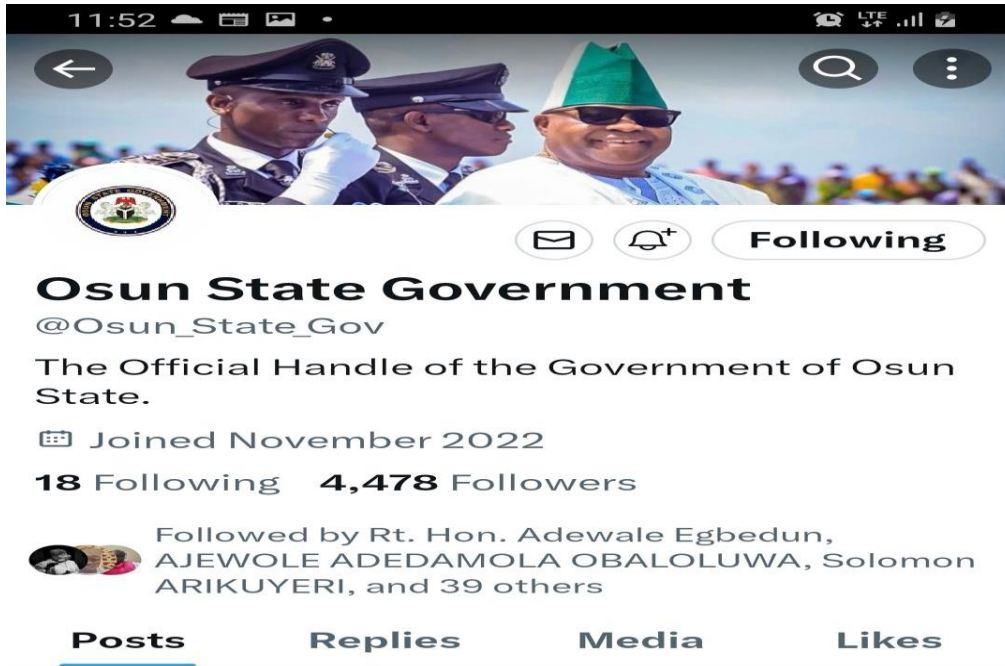 11:52
LTE
Following
Osun State Government
@Osun_State_Gov
The Official Handle of the Government of Osun
State.
Joined November 2022
18 Following 4,478 Followers
Followed by Rt. Hon. Adewale Egbedun,
AJEWOLE ADEDAMOLA OBALOLUWA, Solomon
ARIKUYERI, and 39 others
Posts Replies Media Likes